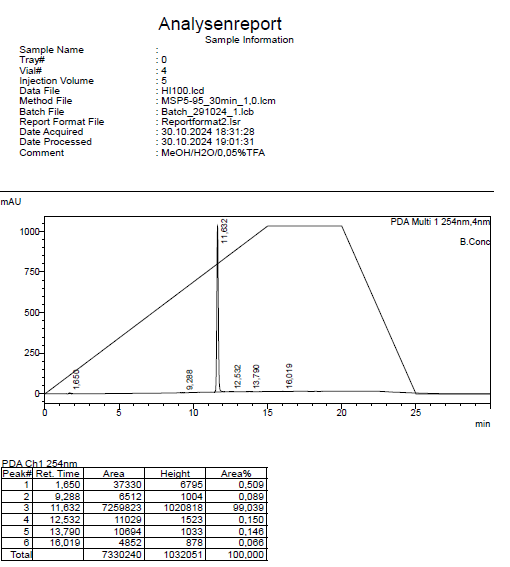 Analysenreport
Sample Information
Sample Name :
Tray# : 0
Vial# : 4
Injection Volume : 5
Data File : HI100.lcd
Method File : MSP5-95_30min_1,0.lcm
Batch File : Batch_291024_1.lcb
Report Format File : Reportformat2.lsr
Date Acquired : 30.10.2024 18:31:28
Date Processed : 30.10.2024 19:01:31
Comment : MeOH/H2O/0,05%TFA
mAU
PDA Multi 1 254nm,4nm
B.Conc
1000
750
500
250
0
1,650
9,288
11,632
12,532
13,790
16,019
0 5 10 15 20 25
min
PDA Ch1 254nm
Peak# Ret. Time Area Height Area%
1 1,650 37330 6795 0,509
2 9,288 6512 1004 0,089
3 11,632 7259823 1020818 99,039
4 12,532 11029 1523 0,150
5 13,790 10694 1033 0,146
6 16,019 4852 878 0,066
Total 7330240 1032051 100,000